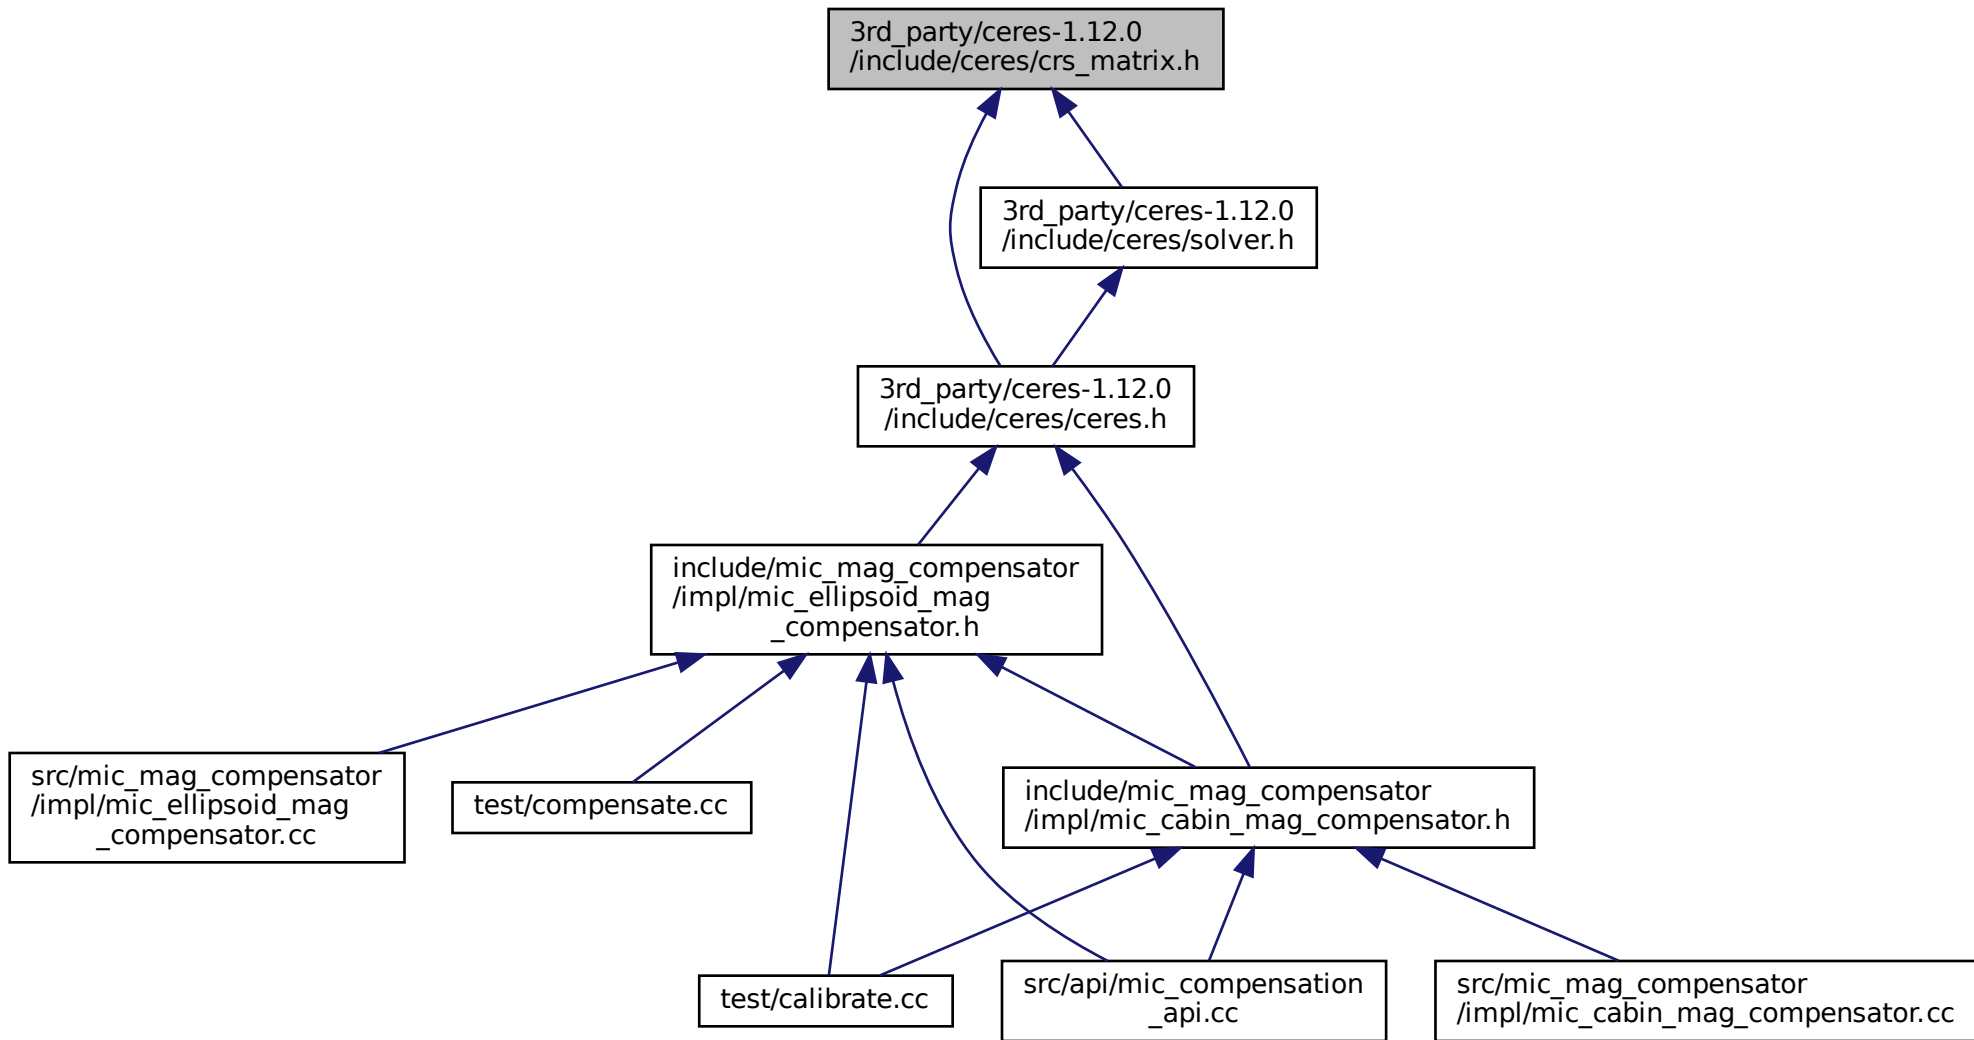 3rd_party/ceres-1.12.0
/include/ceres/crs_matrix.h
3rd_party/ceres-1.12.0
/include/ceres/solver.h
3rd_party/ceres-1.12.0
/include/ceres/ceres.h
include/mic_mag_compensator
/impl/mic_ellipsoid_mag
_compensator.h
src/mic_mag_compensator
/impl/mic_ellipsoid_mag
_compensator.cc
test/compensate.cc
include/mic_mag_compensator
/impl/mic_cabin_mag_compensator.h
test/calibrate.cc
src/api/mic_compensation
_api.cc
src/mic_mag_compensator
/impl/mic_cabin_mag_compensator.cc